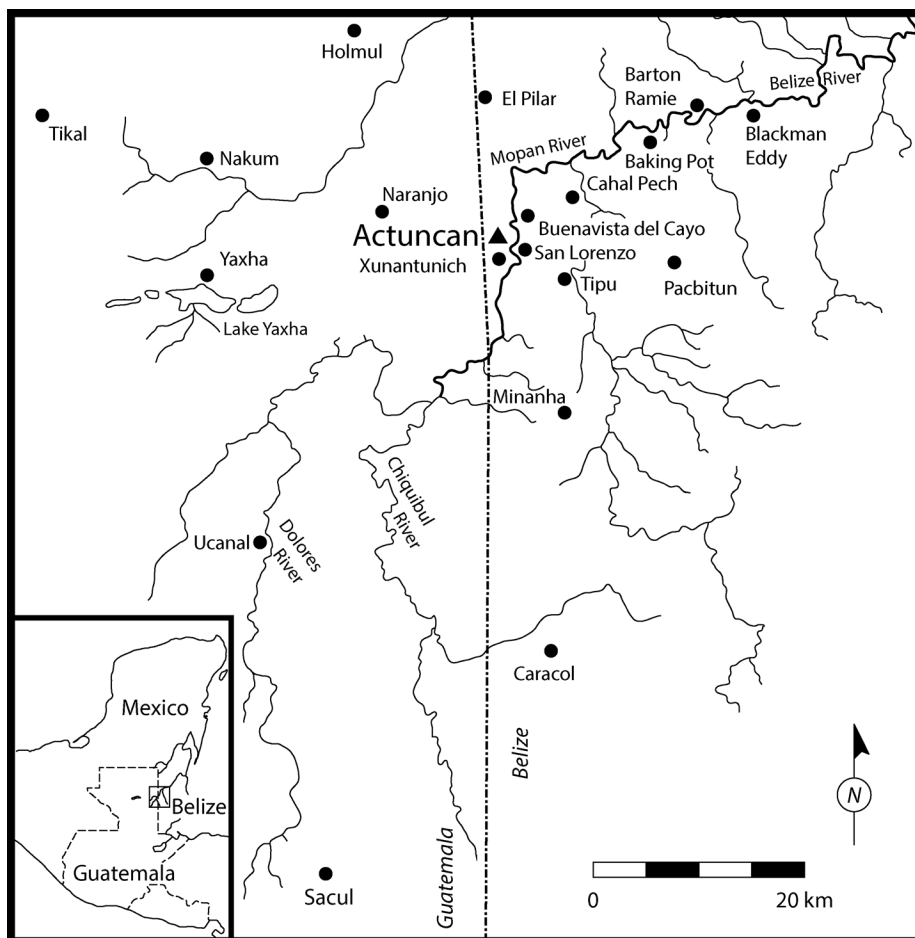 Holmul
Tikal
El Pilar
Barton
Ramie
Belize River
Blackman
Eddy
Nakum
Mopan River
Baking Pot
Cahal Pech
Naranjo
Actuncan
Buenavista del Cayo
Xunantunich
San Lorenzo
Yaxha
Tipu
Pacbitun
Lake Yaxha
Minanha
Chiquibul
River
Ucanal
Dolores
River
Caracol
Mexico
Belize
Guatemala
Belize
Guatemala
Sacul
N
0
20 km